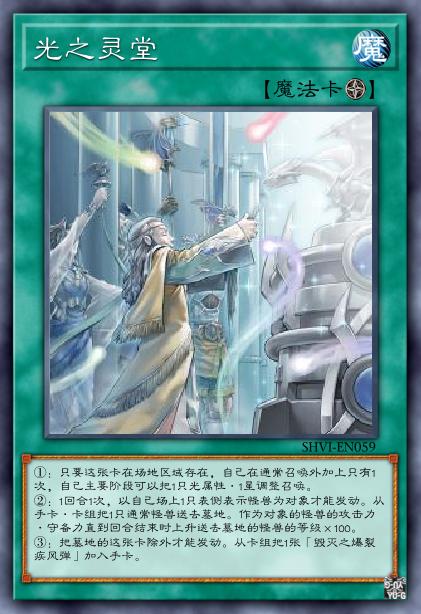 光之灵堂
魔
【魔法卡】
SHVI-EN059
①：只要这张卡在场地区域存在，自己在通常召唤外加上只有1
次，自己主要阶段可以把1只光属性·1星调整召唤。
②：1回合1次，以自己场上1只表侧表示怪兽为对象才能发动。从
手卡·卡组把1只通常怪兽送去墓地。作为对象的怪兽的攻击力
·守备力直到回合结束时上升送去墓地的怪兽的等级×100。
③：把墓地的这张卡除外才能发动。从卡组把1张「毁灭之爆裂
疾风弹」加入手卡。